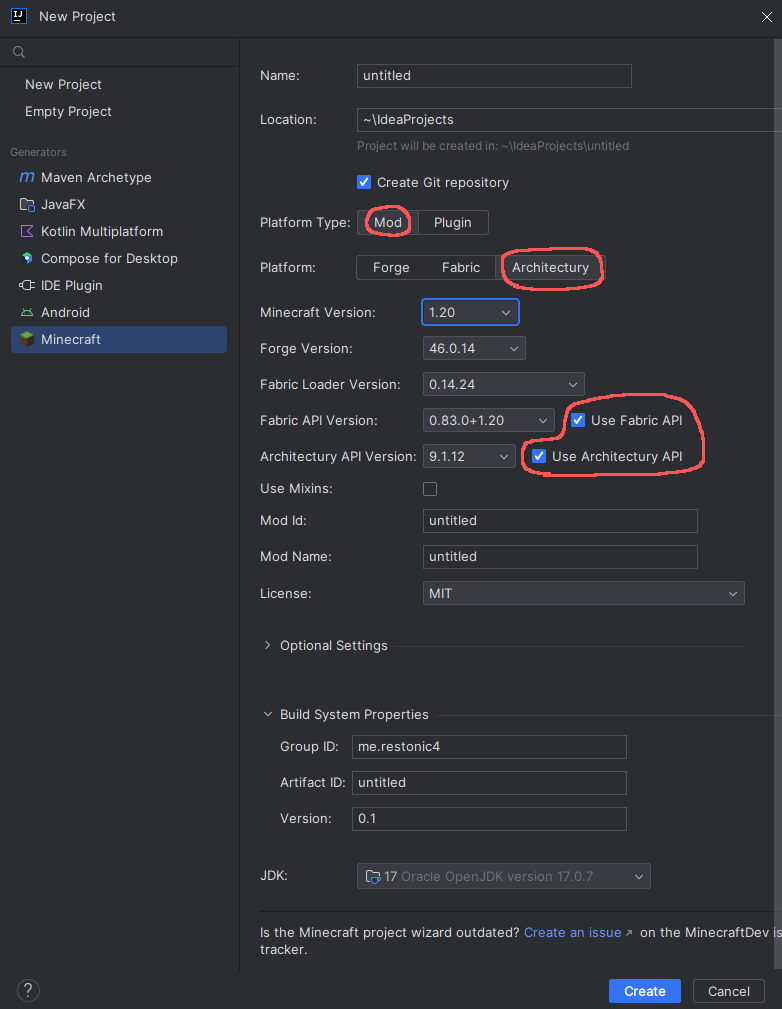 New Project
New Project
Empty Project
Generators
Maven Archetype
JavaFX
Kotlin Multiplatform
Compose for Desktop
IDE Plugin
Android
Minecraft
Name: untitled
Location: ~\IdeaProjects
Project will be created in: ~\IdeaProjects\untitled
Create Git repository
Platform Type: Mod Plugin
Platform: Forge Fabric Architectury
Minecraft Version: 1.20
Forge Version: 46.0.14
Fabric Loader Version: 0.14.24
Fabric API Version: 0.83.0+1.20 Use Fabric API
Architectury API Version: 9.1.12 Use Architectury API
Use Mixins:
Mod Id: untitled
Mod Name: untitled
License: MIT
Optional Settings
Build System Properties
Group ID: me.restonic4
Artifact ID: untitled
Version: 0.1
JDK: 17 Oracle OpenJDK version 17.0.7
Is the Minecraft project wizard outdated? Create an issue ↗ on the MinecraftDev is
tracker.
? Create Cancel